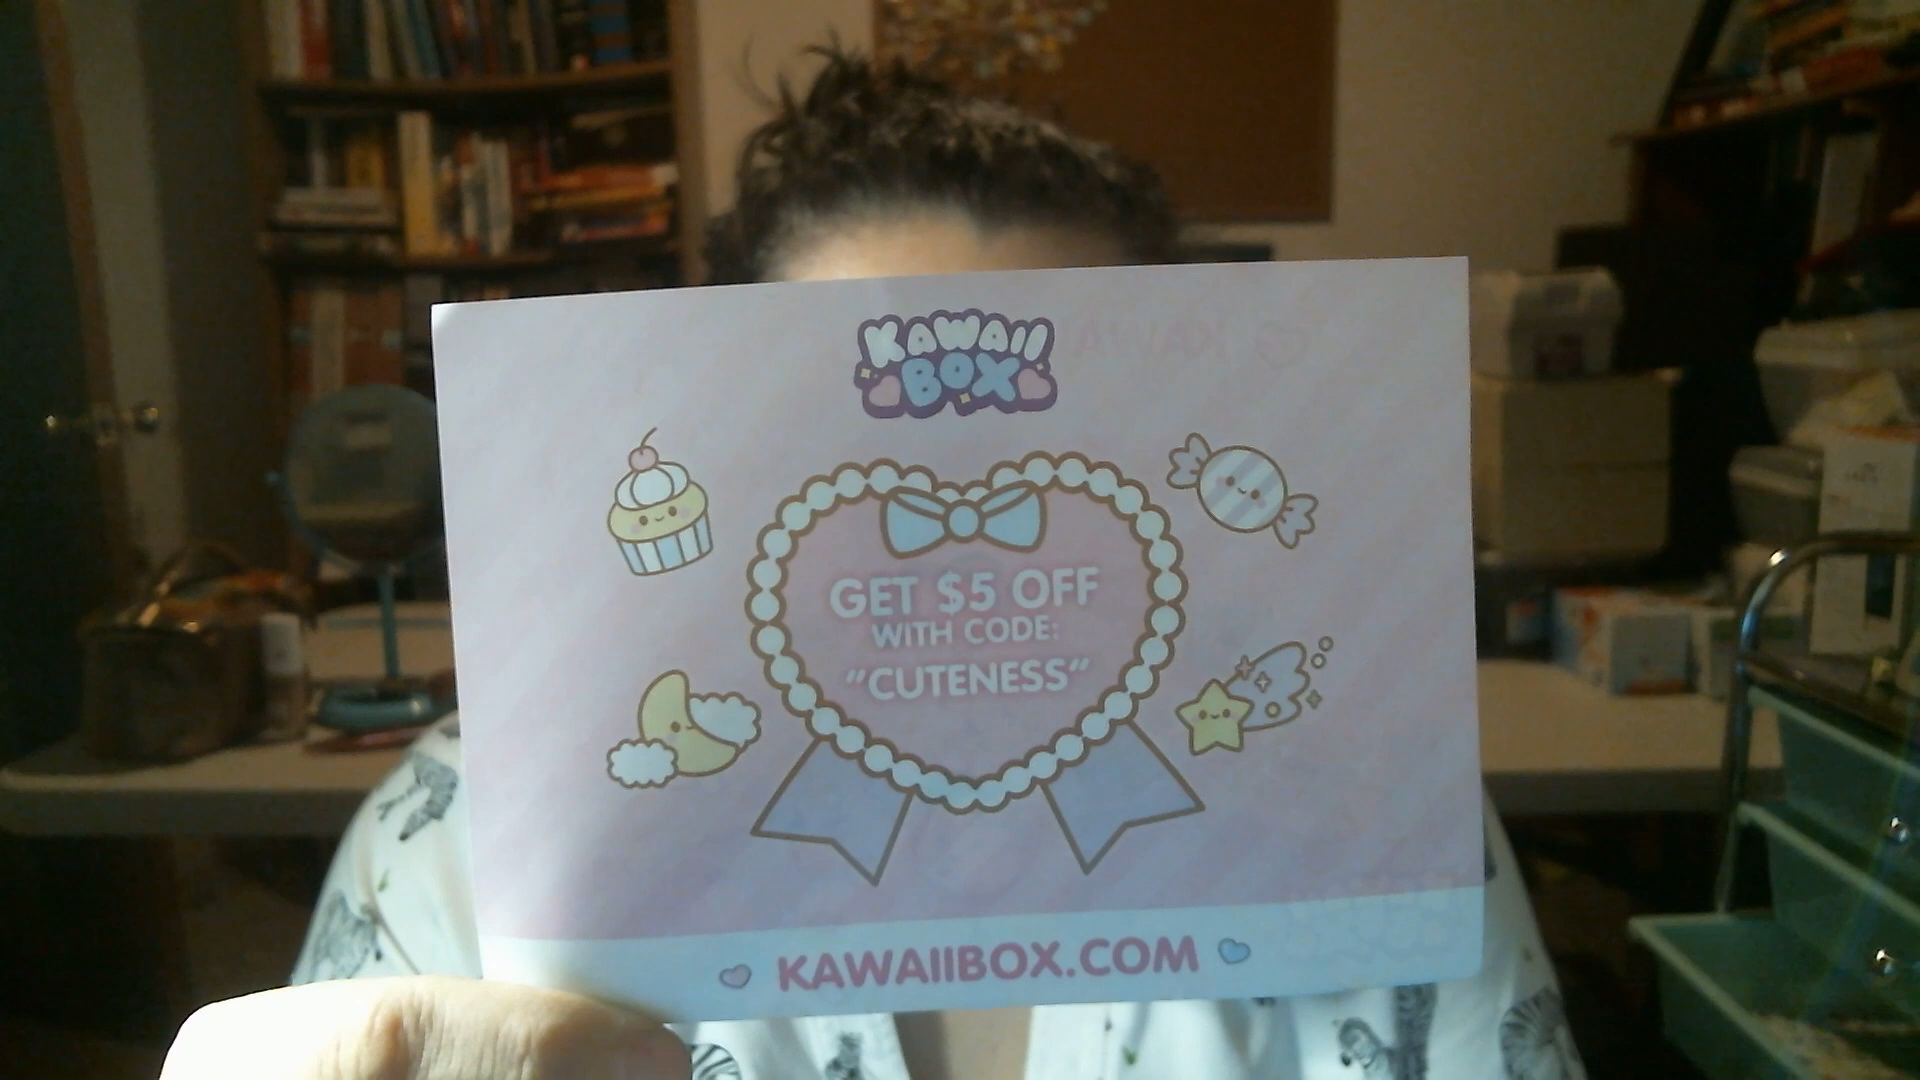 KAWAII
BOX
GET $5 OFF
WITH CODE:
"CUTENESS"
KAWAIIBOX.COM